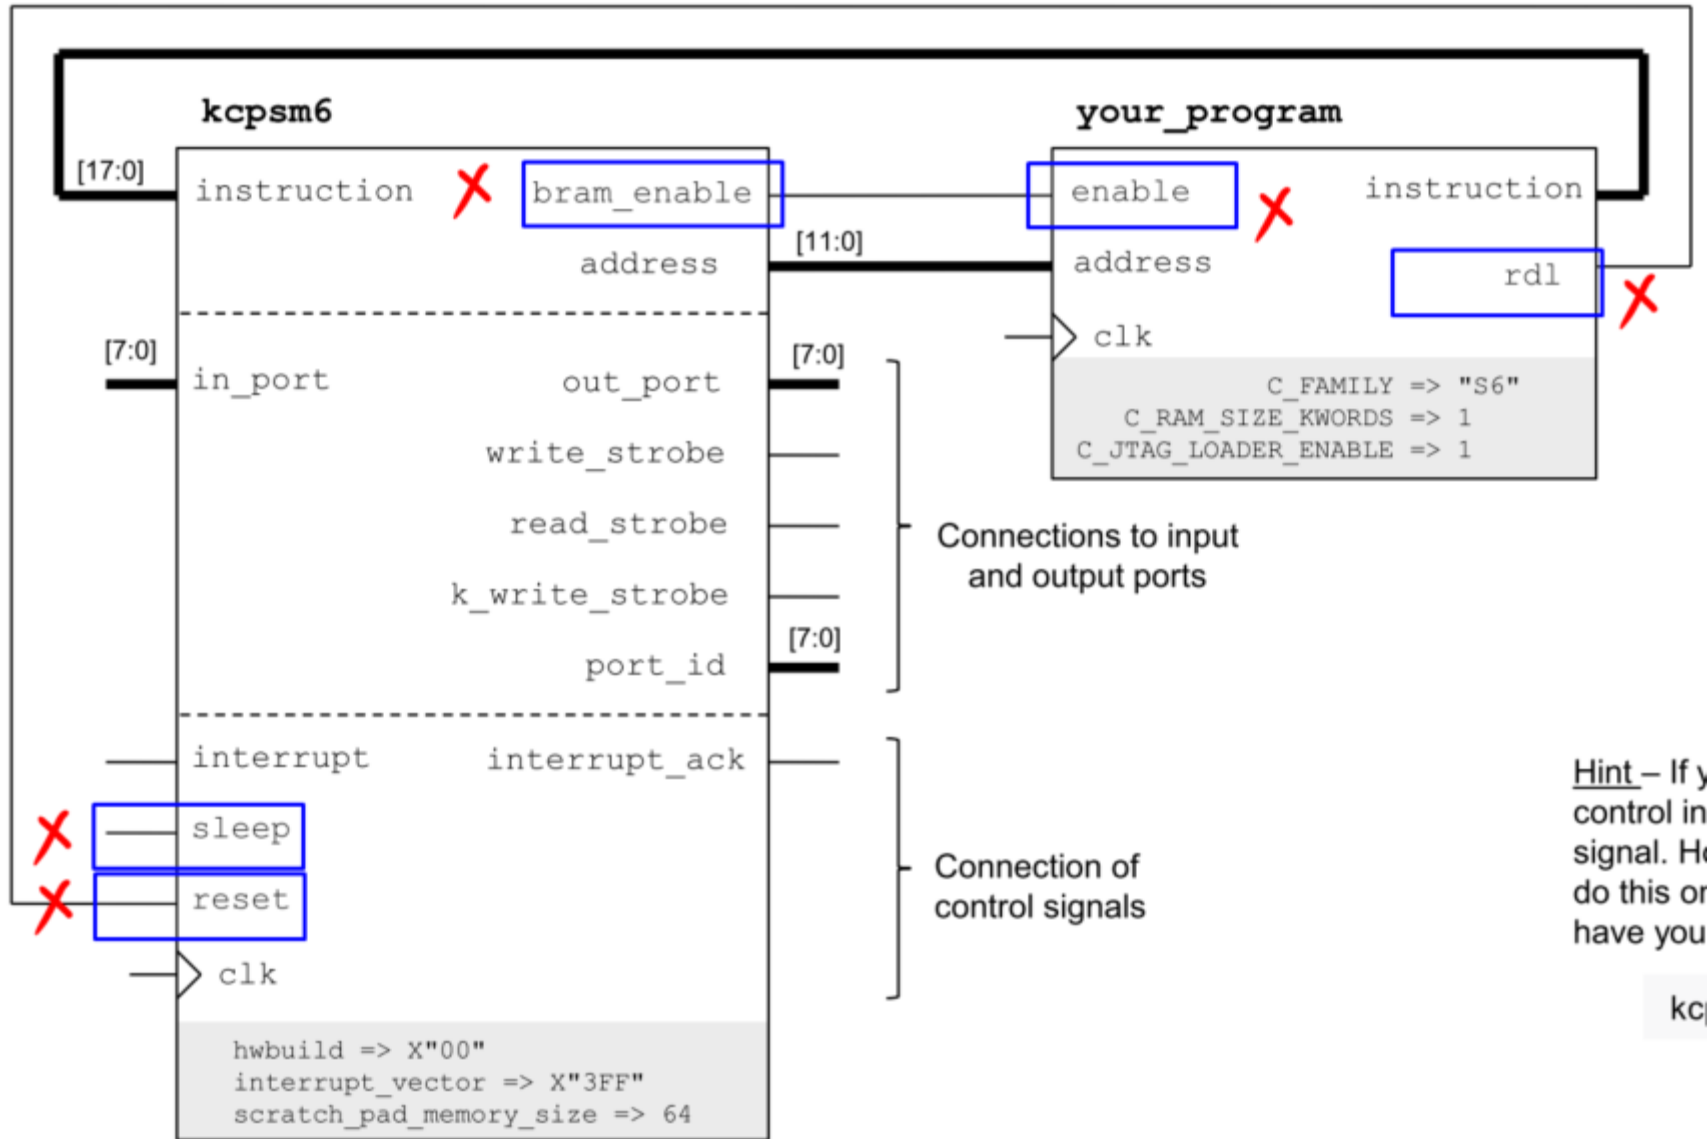 kcpsm6
your_program
[17:0]
instruction
bram_enable
enable
instruction
address
[11:0]
address
rdl
clk
[7:0]
in_port
out_port
[7:0]
C_FAMILY => "S6"
C_RAM_SIZE_KWORDS => 1
C_JTAG_LOADER_ENABLE => 1
write_strobe
read_strobe
k_write_strobe
port_id
[7:0]
Connections to input
and output ports
interrupt
interrupt_ack
sleep
reset
clk
Connection of
control signals
Hint – If y
control in
signal. Ho
do this or
have you
kcp
hwbuild => X"00"
interrupt_vector => X"3FF"
scratch_pad_memory_size => 64